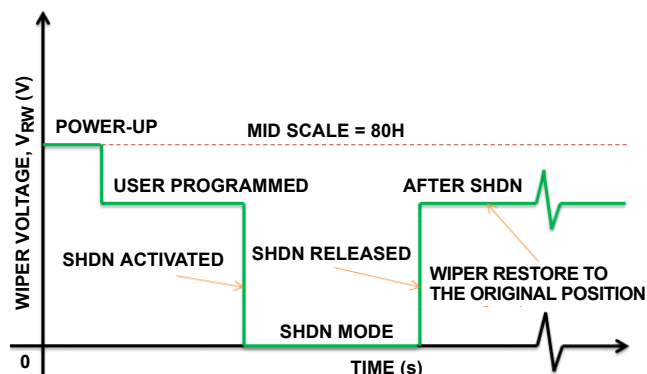 WIPER VOLTAGE, VRW (V)
POWER-UP
MID SCALE = 80H
USER PROGRAMMED
AFTER SHDN
SHDN ACTIVATED
SHDN RELEASED
WIPER RESTORE TO
THE ORIGINAL POSITION
SHDN MODE
0
TIME (s)